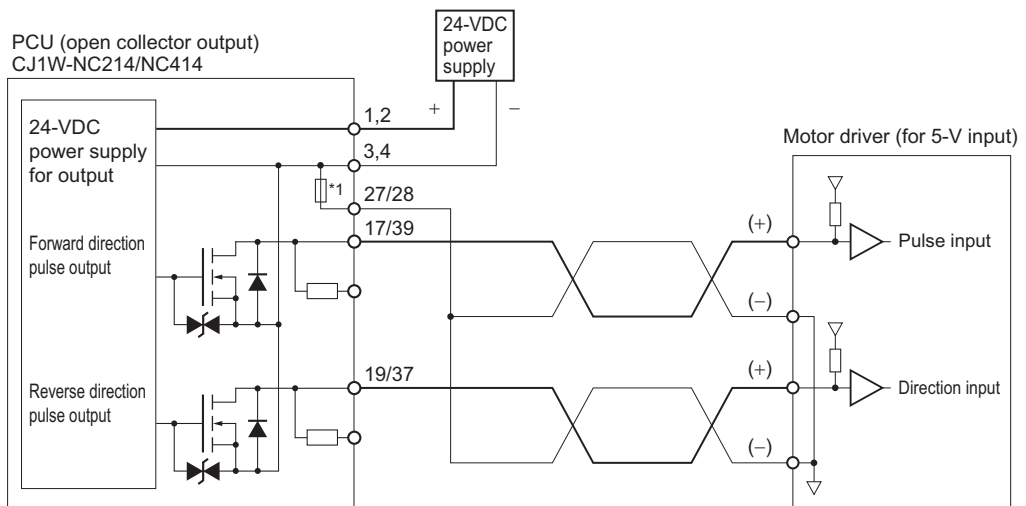 24-VDC
power
supply
PCU (open collector output)
CJ1W-NC214/NC414
+
−
1,2
24-VDC
power supply
for output
3,4
*1
27/28
Motor driver (for 5-V input)
Forward direction
pulse output
17/39
(+)
Pulse input
(−)
Reverse direction
pulse output
19/37
(+)
Direction input
(−)